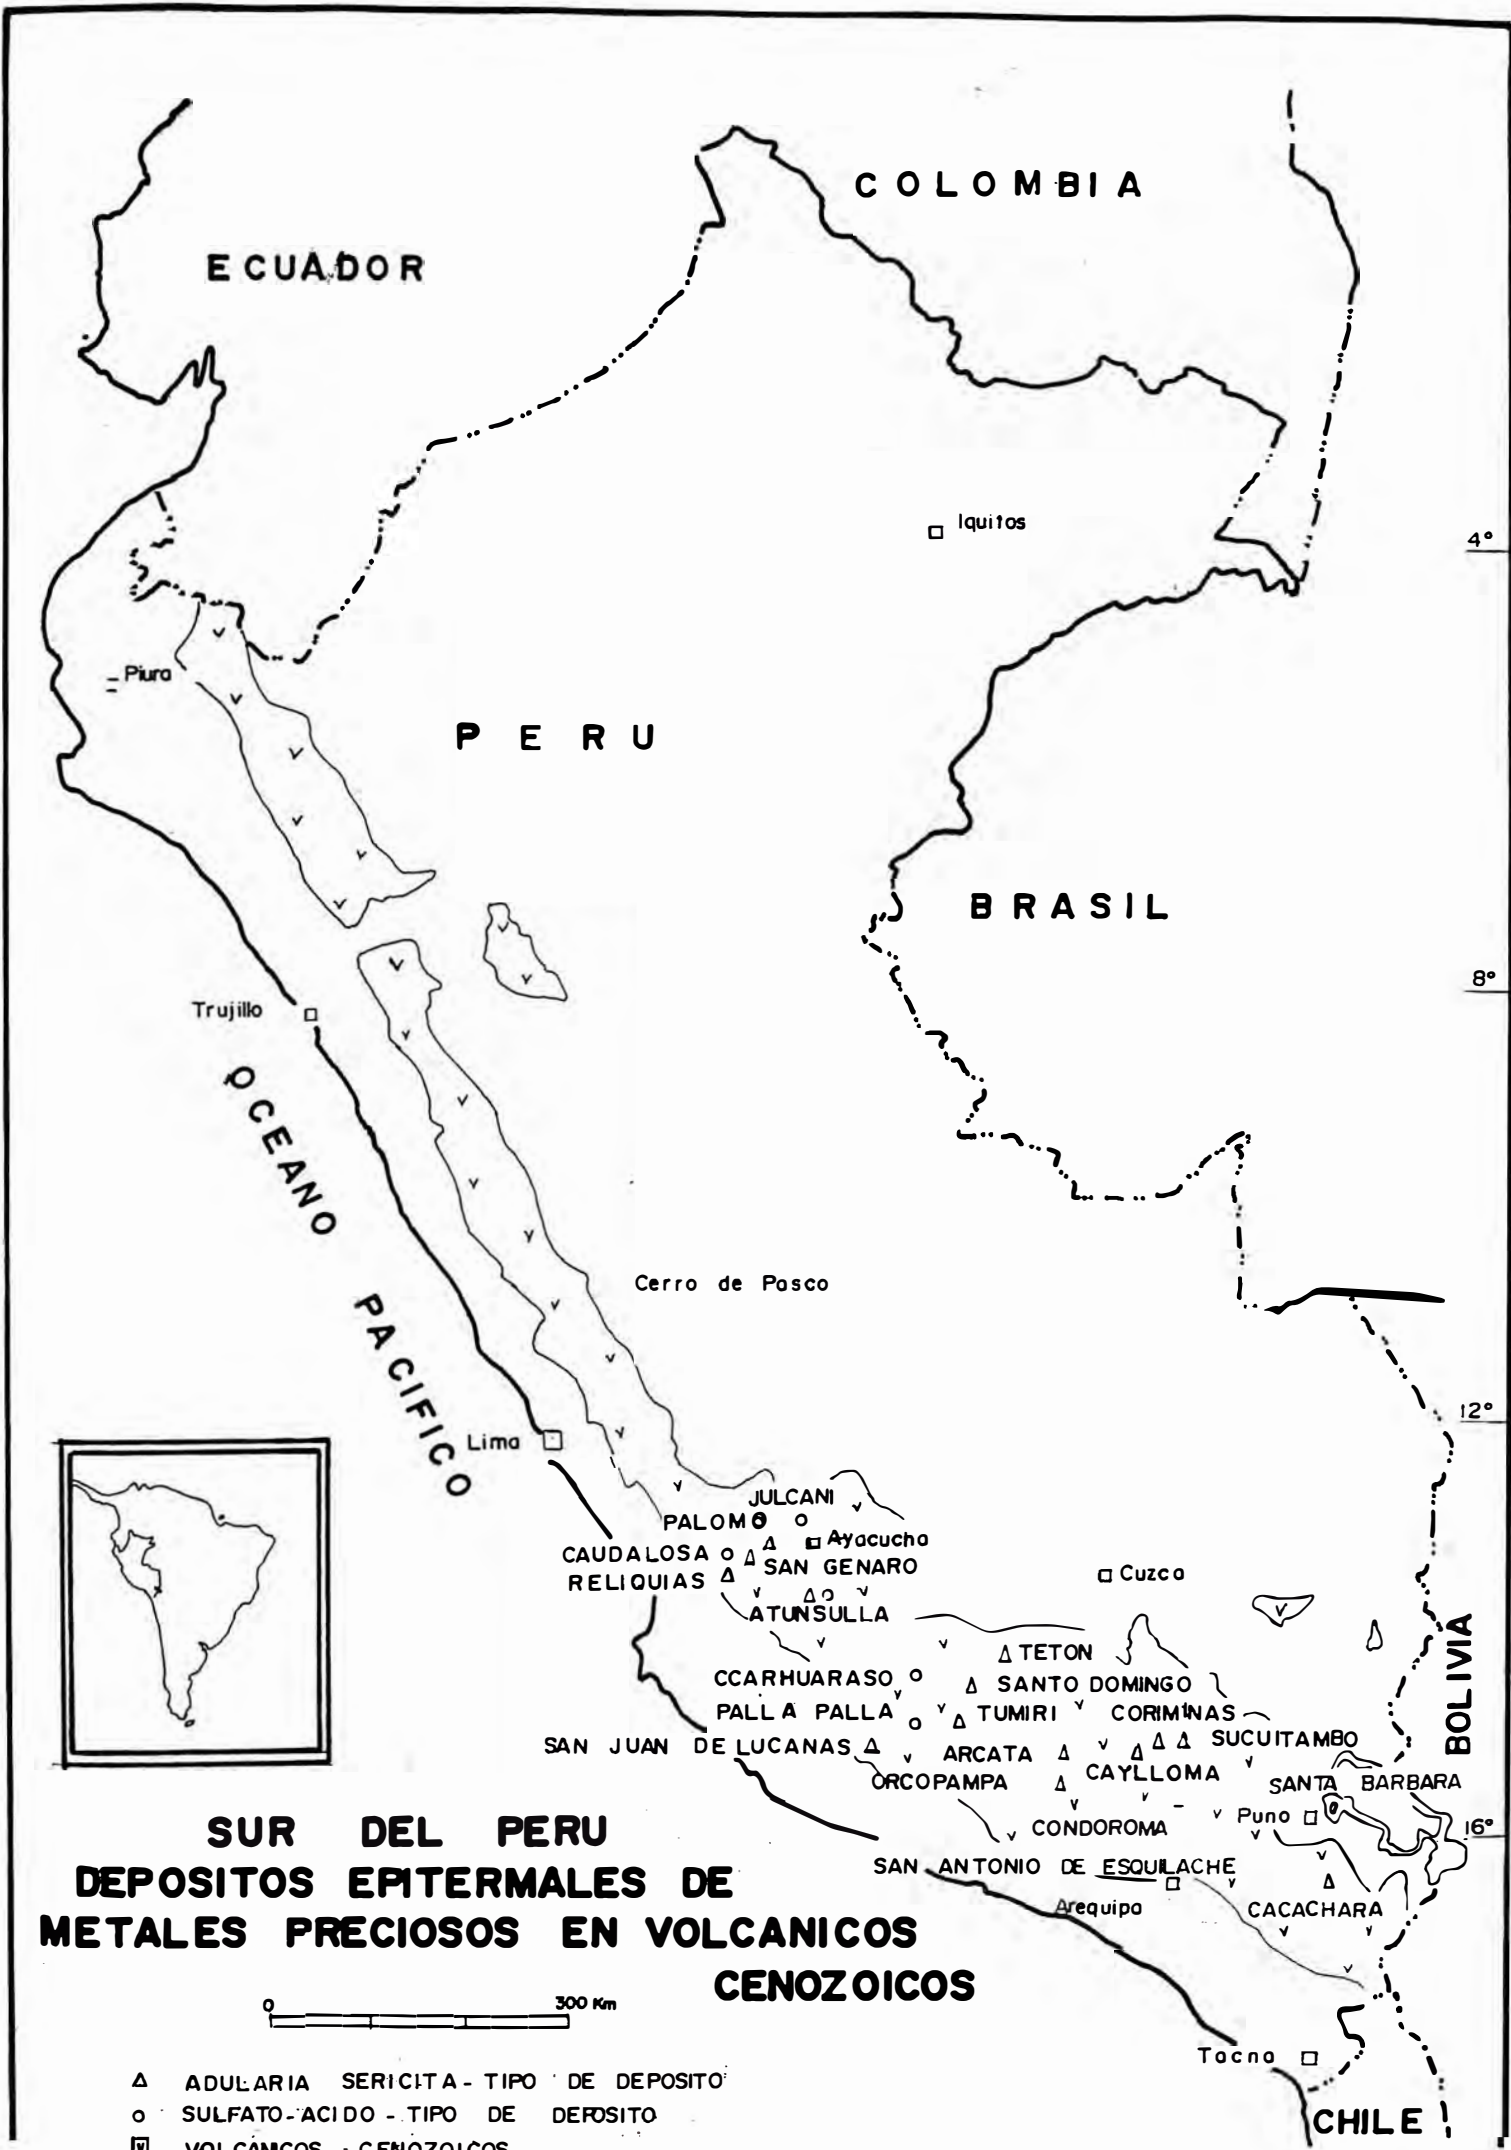 COLOMBIA
ECUADOR
Iquitos
4°
Piura
PERU
BRASIL
8°
Trujillo
OCEANO PACIFICO
Cerro de Pasco
12°
Lima
JULCANI
PALOMO
Ayacucho
CAUDALOSA
SAN GENARO
RELIQUIAS
Cuzco
ATUNSULLA
BOLIVIA
TETON
CCARHUARASO
SANTO DOMINGO
PALLA PALLA
TUMIRI
CORIMINAS
SUCUITAMBO
SAN JUAN DE LUCANAS
ARCATA
ORCOPAMPA
CAYLLOMA
SANTA BARBARA
Puno
CONDOROMA
16°
SAN ANTONIO DE ESQUILACHE
Arequipa
CACACHARA
SUR DEL PERU
DEPOSITOS EPITERMALES DE
METALES PRECIOSOS EN VOLCANICOS
CENOZOICOS
0 300 Km
Tacna
CHILE
ADULARIA SERICITA - TIPO DE DEPOSITO
SULFATO - ACIDO - TIPO DE DEPOSITO
V VOLCANICOS - CENOZOICOS